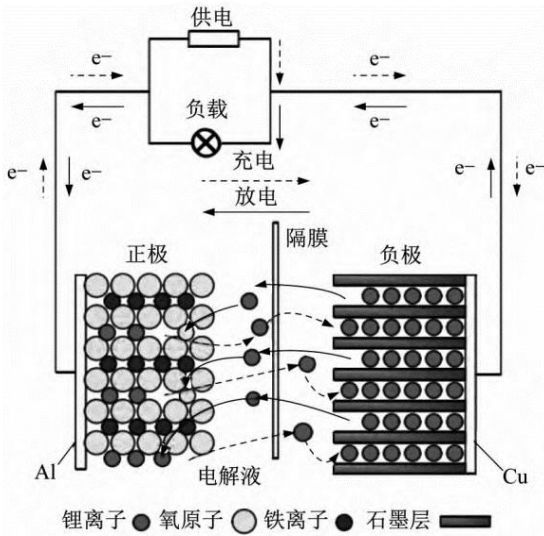 供电
e⁻ e⁻
负载
e⁻ e⁻
充电
e⁻ e⁻ 放电 e⁻ e⁻
隔膜
正极 负极
Al 电解液 Cu
锂离子 氧原子 铁离子 石墨层